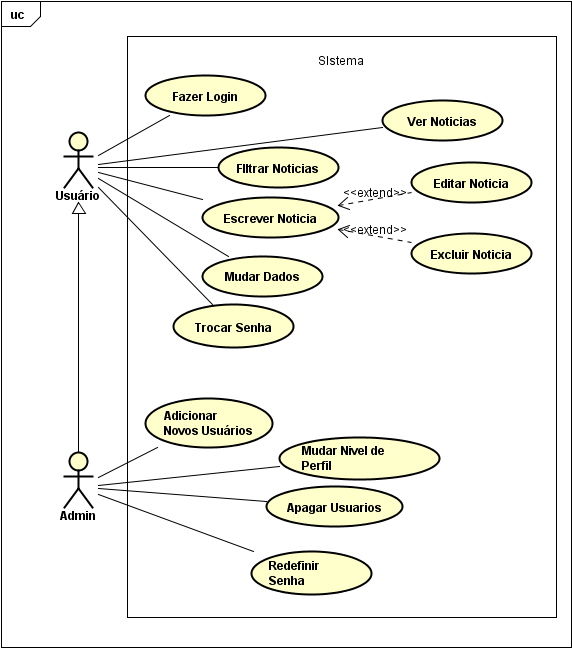 uc
SIstema
Fazer Login
Ver Noticias
FIltrar Noticias
Editar Noticia
<<extend>>
Usuário
Escrever Noticia
<<extend>>
Excluir Noticia
Mudar Dados
Trocar Senha
Adicionar
Novos Usuários
Mudar Nivel de
Perfil
Apagar Usuarios
Admin
Redefinir
Senha